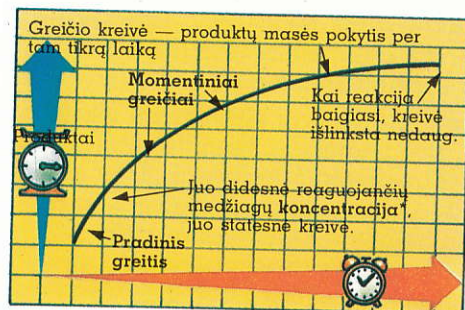 Greičio kreivė — produktų masės pokytis per
tam tikrą laiką
Momentiniai
greičiai
Kai reakcija
baigiasi, kreivė
išlinksta nedaug.
Produktai
Juo didesnė reaguojančių
medžiagų koncentracija*,
juo statesnė kreivė.
Pradinis
greitis